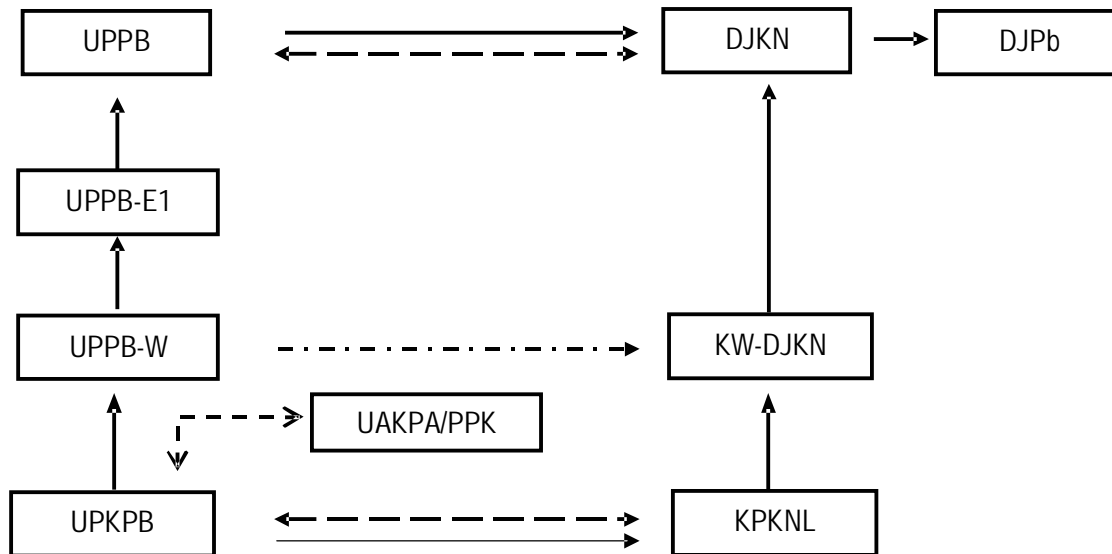 UPPB
DJKN
DJPb
UPPB-E1
UPPB-W
KW-DJKN
UAKPA/PPK
UPKPB
KPKNL